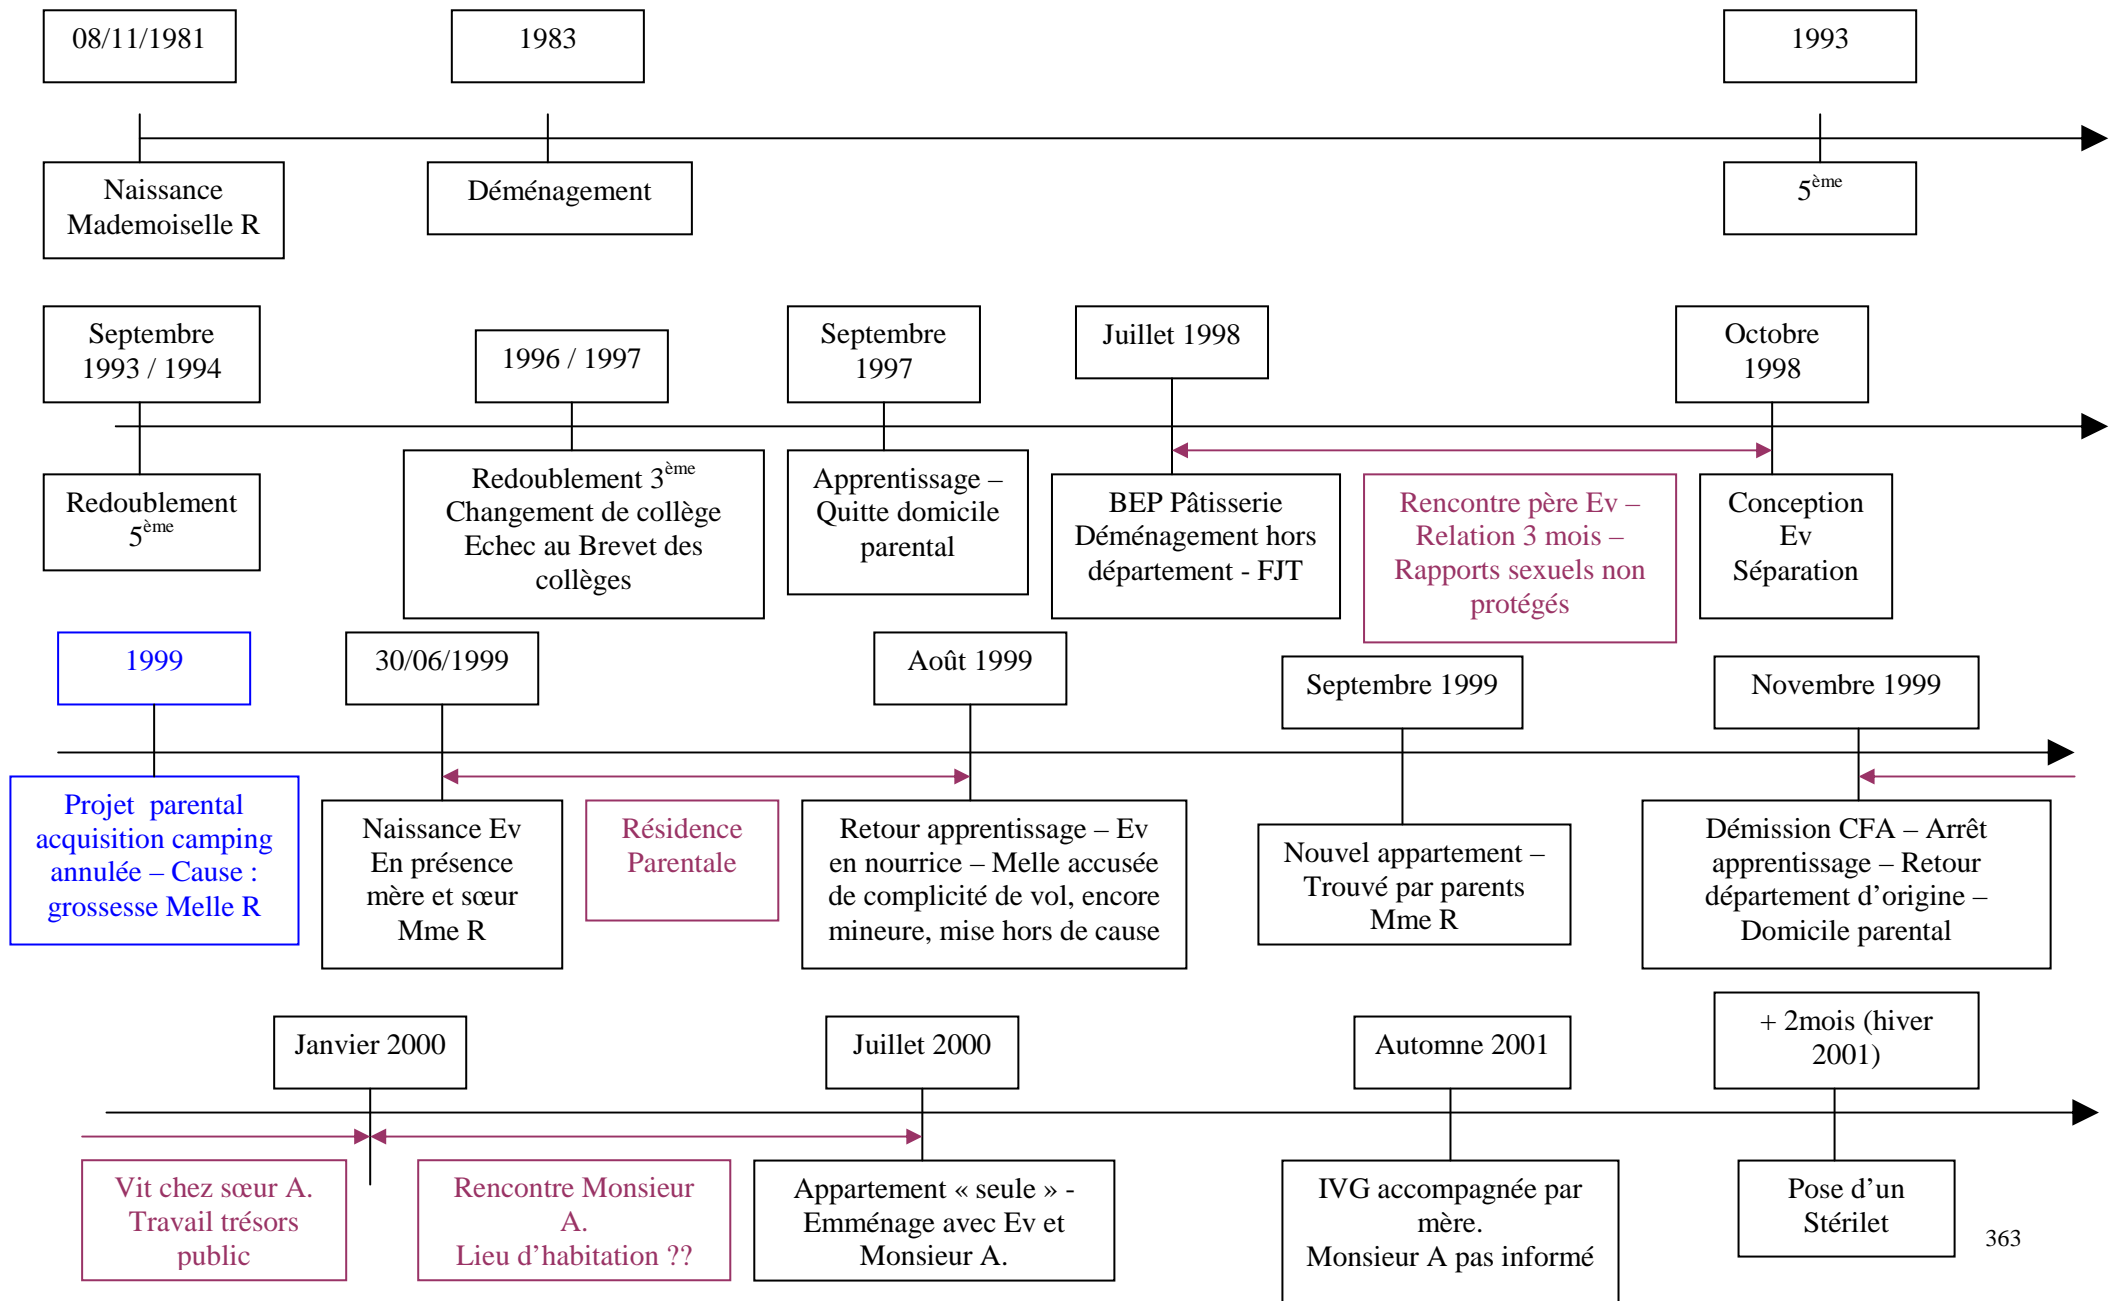 08/11/1981
1983
1993
Naissance
Mademoiselle R
Déménagement
5ème
Septembre
1993 / 1994
1996 / 1997
Septembre
1997
Juillet 1998
Octobre
1998
Redoublement
5ème
Redoublement 3ème
Changement de collège
Echec au Brevet des
collèges
Apprentissage –
Quitte domicile
parental
BEP Pâtisserie
Déménagement hors
département - FJT
Rencontre père Ev –
Relation 3 mois –
Rapports sexuels non
protégés
Conception
Ev
Séparation
1999
30/06/1999
Août 1999
Septembre 1999
Novembre 1999
Projet parental
acquisition camping
annulée – Cause :
grossesse Melle R
Naissance Ev
En présence
mère et sœur
Mme R
Résidence
Parentale
Retour apprentissage – Ev
en nourrice – Melle accusée
de complicité de vol, encore
mineure, mise hors de cause
Nouvel appartement –
Trouvé par parents
Mme R
Démission CFA – Arrêt
apprentissage – Retour
département d’origine –
Domicile parental
Janvier 2000
Juillet 2000
Automne 2001
+ 2mois (hiver
2001)
Vit chez sœur A.
Travail trésors
public
Rencontre Monsieur
A.
Lieu d’habitation ??
Appartement « seule » -
Emménage avec Ev et
Monsieur A.
IVG accompagnée par
mère.
Monsieur A pas informé
Pose d’un
Stérilet
363